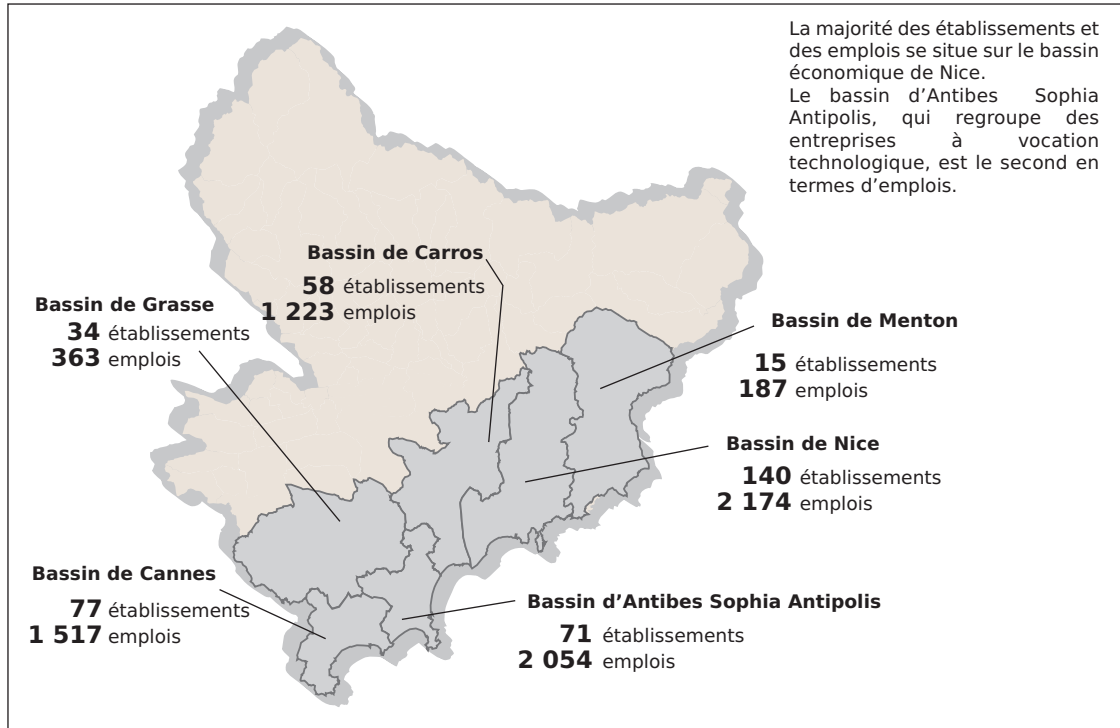 La majorité des établissements et
des emplois se situe sur le bassin
économique de Nice.
Le bassin d’Antibes Sophia
Antipolis, qui regroupe des
entreprises à vocation
technologique, est le second en
termes d’emplois.
Bassin de Carros
58 établissements
1 223 emplois
Bassin de Grasse
34 établissements
363 emplois
Bassin de Menton
15 établissements
187 emplois
Bassin de Nice
140 établissements
2 174 emplois
Bassin de Cannes
77 établissements
1 517 emplois
Bassin d’Antibes Sophia Antipolis
71 établissements
2 054 emplois